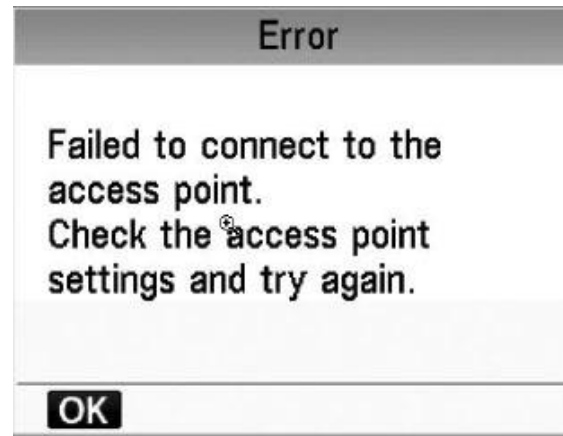 Error
Failed to connect to the
access point.
Check the access point
settings and try again.
OK